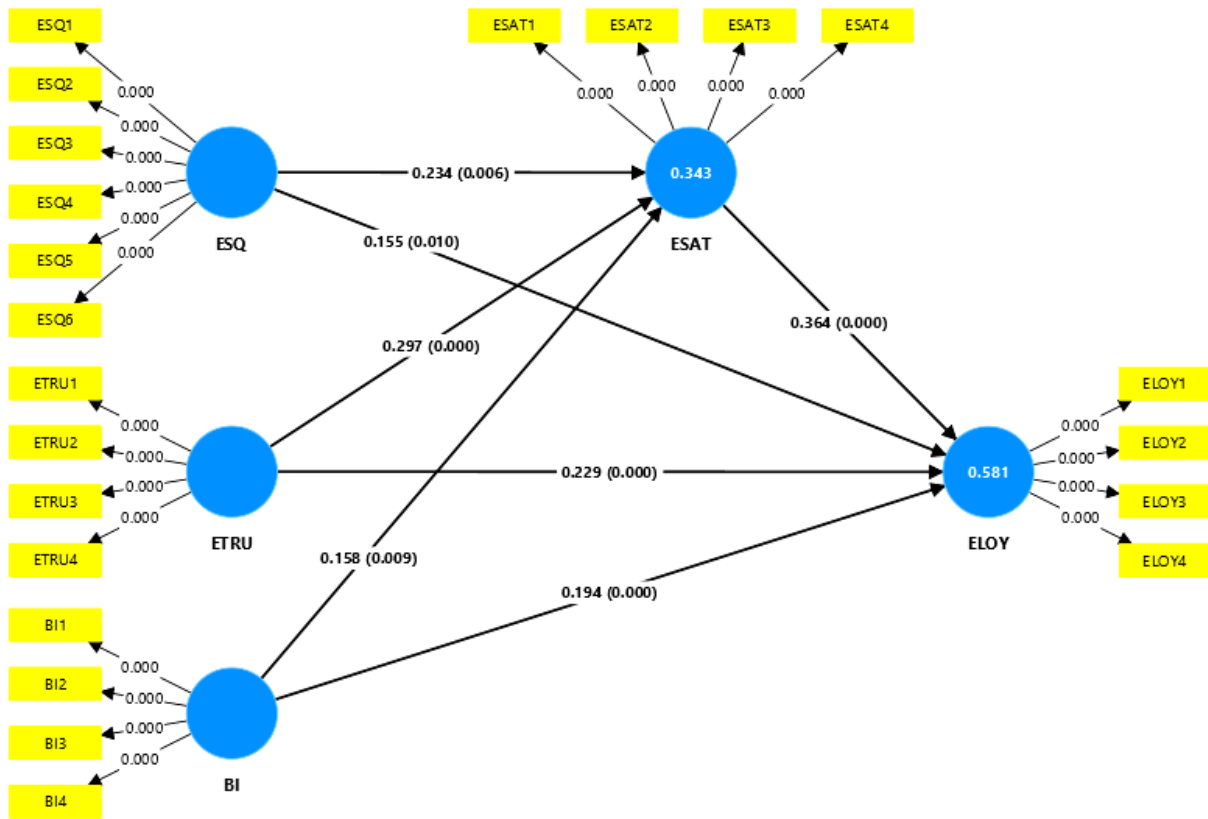 ESQ1
ESQ2
ESQ3
ESQ4
ESQ5
ESQ6
0.000
0.000
0.000
0.000
0.000
0.000
ESQ
ESAT1
ESAT2
ESAT3
ESAT4
0.000
0.000
0.000
0.000
0.343
ESAT
0.234 (0.006)
0.155 (0.010)
0.297 (0.000)
0.364 (0.000)
ETRU1
ETRU2
ETRU3
ETRU4
0.000
0.000
0.000
0.000
ETRU
0.229 (0.000)
0.158 (0.009)
0.194 (0.000)
0.581
ELOY
0.000
0.000
0.000
0.000
ELOY1
ELOY2
ELOY3
ELOY4
BI1
BI2
BI3
BI4
0.000
0.000
0.000
0.000
BI